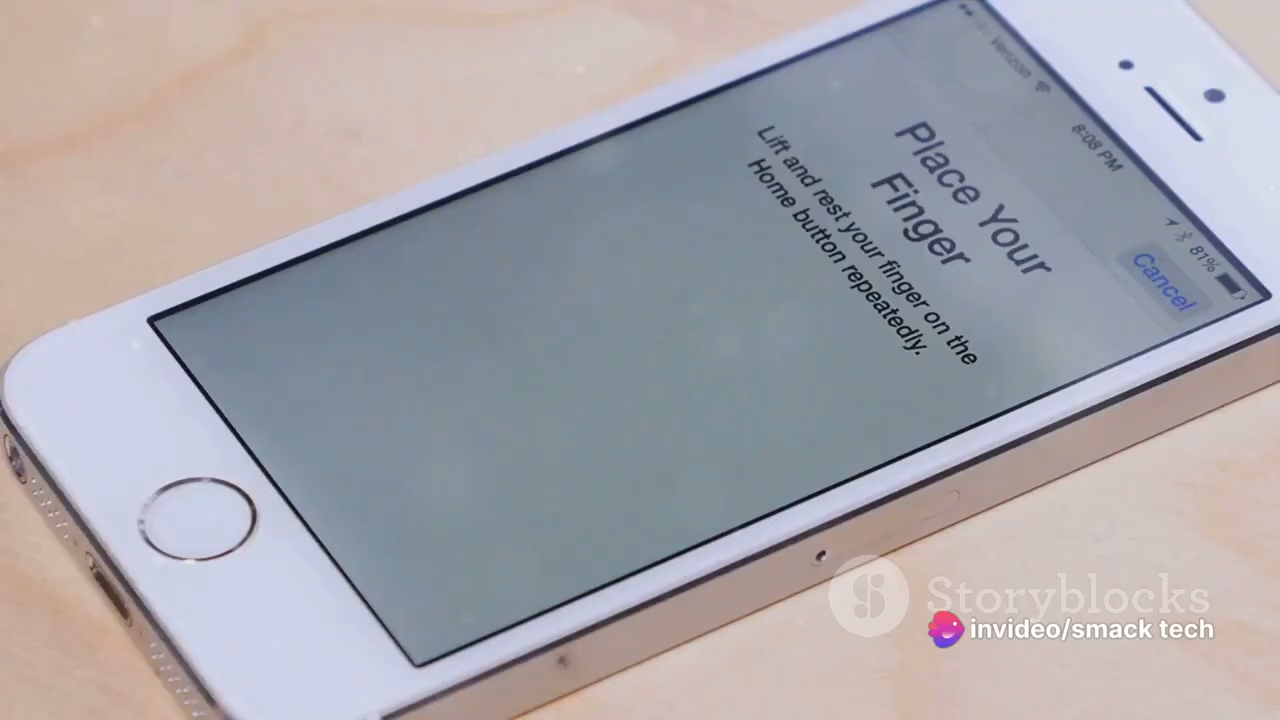 Verizon
8:08 PM
81%
Cancel
Place Your
Finger
Lift and rest your finger on the
Home button repeatedly.
Storyblocks
invideo/smack tech